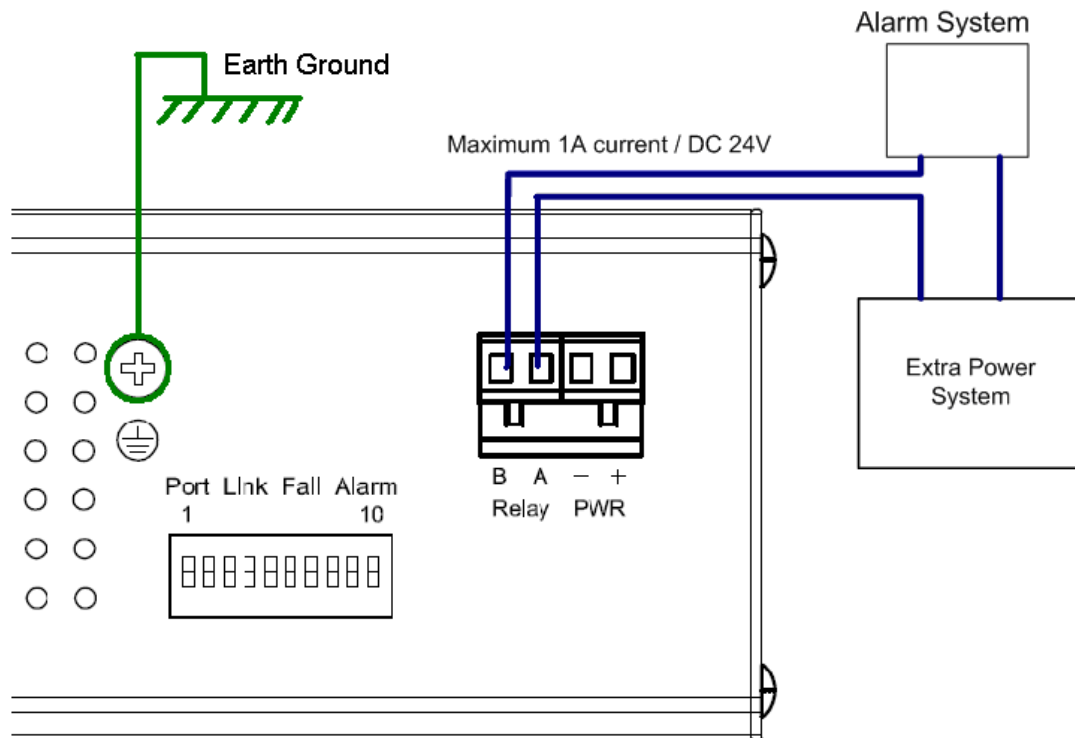 Alarm System
Earth Ground
Maximum 1A current / DC 24V
Extra Power
System
B A − +
Relay PWR
Port LInk Fall Alarm
1 10